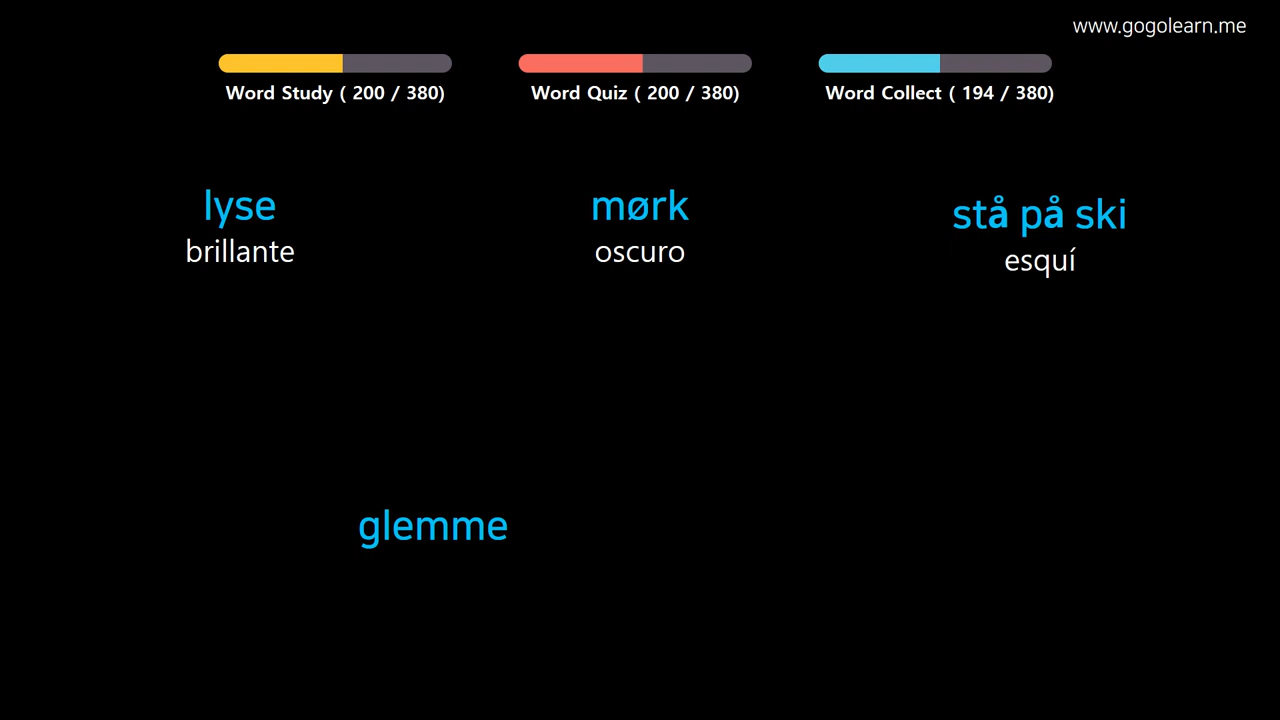 www.gogolearn.me
Word Study ( 200 / 380)
Word Quiz ( 200 / 380)
Word Collect ( 194 / 380)
lyse
brillante
mørk
oscuro
stå på ski
esquí
glemme